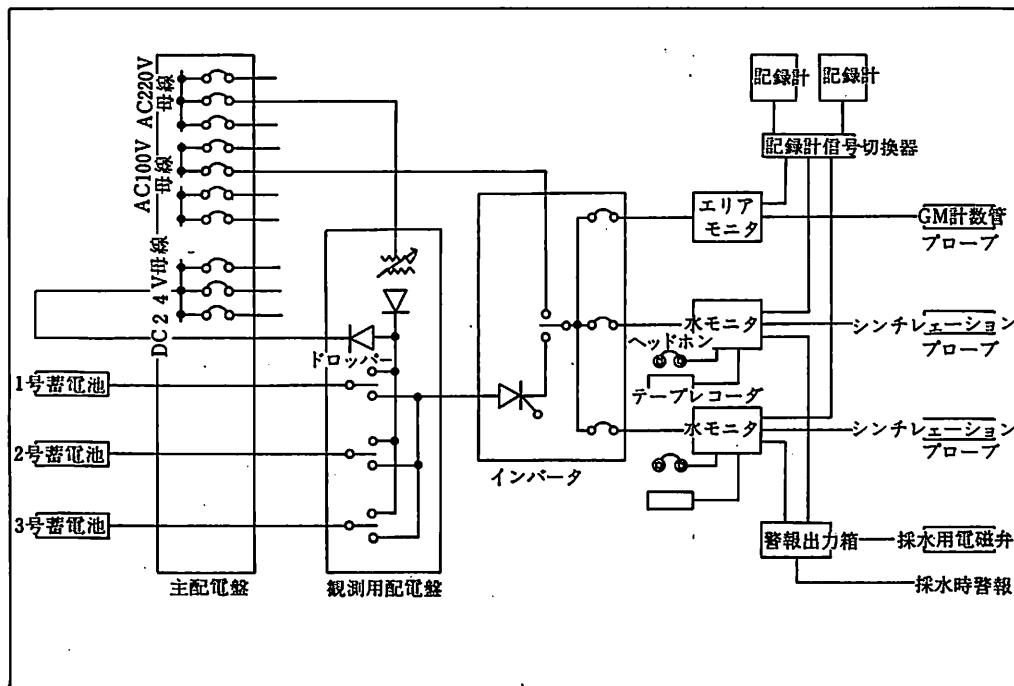 AC220V
母線
AC100V
母線
DC24V母線
主配電盤
1号蓄電池
2号蓄電池
3号蓄電池
ドロッパー
観測用配電盤
インバータ
記録計
記録計
記録計信号切換器
エリア
モニタ
GM計数管
プローブ
水モニタ
シンチレェーション
プローブ
ヘッドホン
テープレコーダ
水モニタ
シンチレェーション
プローブ
警報出力箱
採水用電磁弁
採水時警報